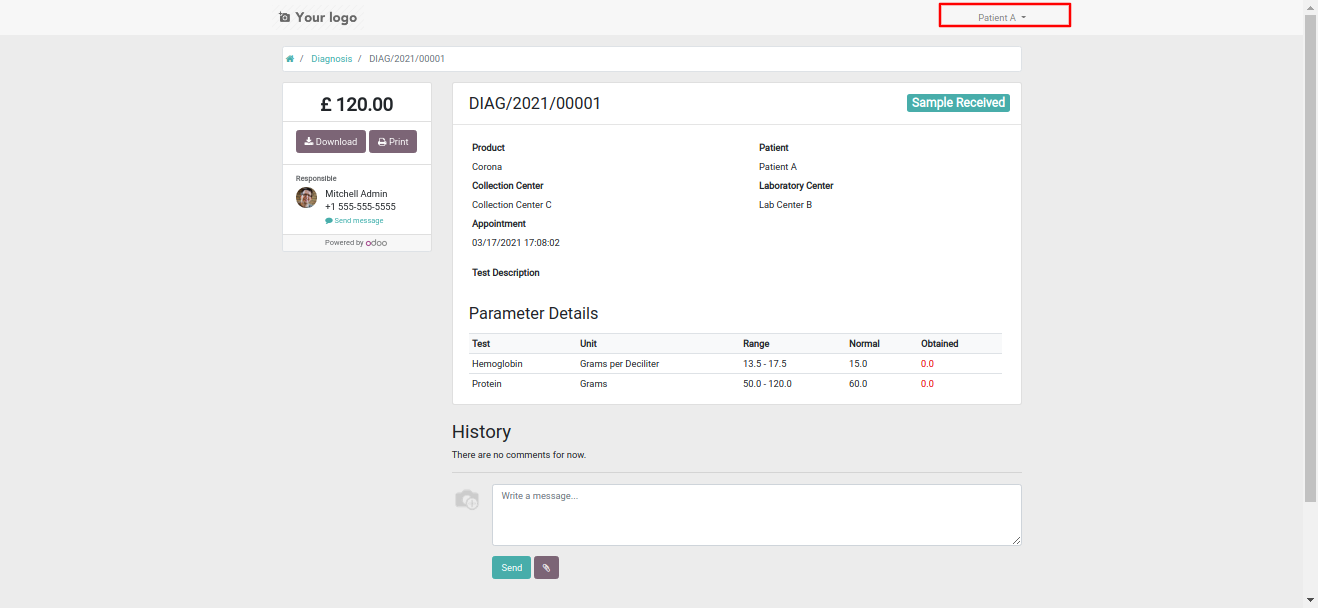 Your logo
Patient A
/ Diagnosis / DIAG/2021/00001
£ 120.00
Download Print
Responsible
Mitchell Admin
+1 555-555-5555
Send message
Powered by odoo
DIAG/2021/00001
Sample Received
Product Patient
Corona Patient A
Collection Center Laboratory Center
Collection Center C Lab Center B
Appointment
03/17/2021 17:08:02
Test Description
Parameter Details
Test Unit Range Normal Obtained
Hemoglobin Grams per Deciliter 13.5 - 17.5 15.0 0.0
Protein Grams 50.0 - 120.0 60.0 0.0
History
There are no comments for now.
Write a message...
Send